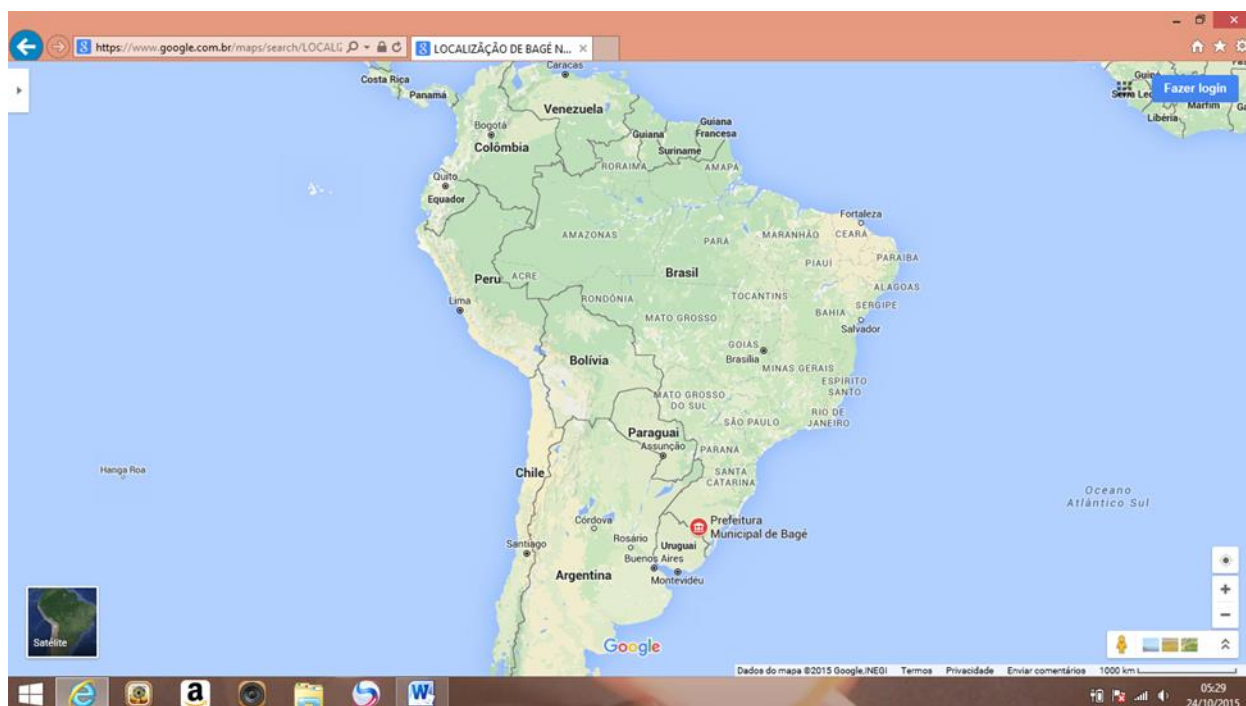 https://www.google.com.br/maps/search/LOCALIZ
LOCALIZÃÇÃO DE BAGÉ N...
Fazer login
Costa Rica
Panamá
Caracas
Venezuela
Bogotá
Colômbia
Guiana
Guiana
Francesa
Suriname
RORAIMA
AMAPÁ
Libéria
Marfim
Quito
Equador
Fortaleza
AMAZONAS
PARÁ
MARANHÃO
CEARÁ
PIAUÍ
PARAÍBA
Peru
ACRE
Brasil
ALAGOAS
Lima
RONDÔNIA
TOCANTINS
SERGIPE
MATO GROSSO
BAHIA
Salvador
GOIÁS
Brasília
Bolívia
MINAS GERAIS
ESPÍRITO
SANTO
MATO GROSSO
DO SUL
RIO DE
JANEIRO
SÃO PAULO
Paraguai
Assunção
PARANÁ
Hanga Roa
Chile
SANTA
CATARINA
Oceano
Atlântico Sul
Córdova
Prefeitura
Municipal de Bagé
Rosário
Uruguai
Santiago
Buenos Aires
Argentina
Montevidéu
Satélite
Google
Dados do mapa ©2015 Google,INEGI Termos Privacidade Enviar comentários 1000 km
05:29
24/10/2015